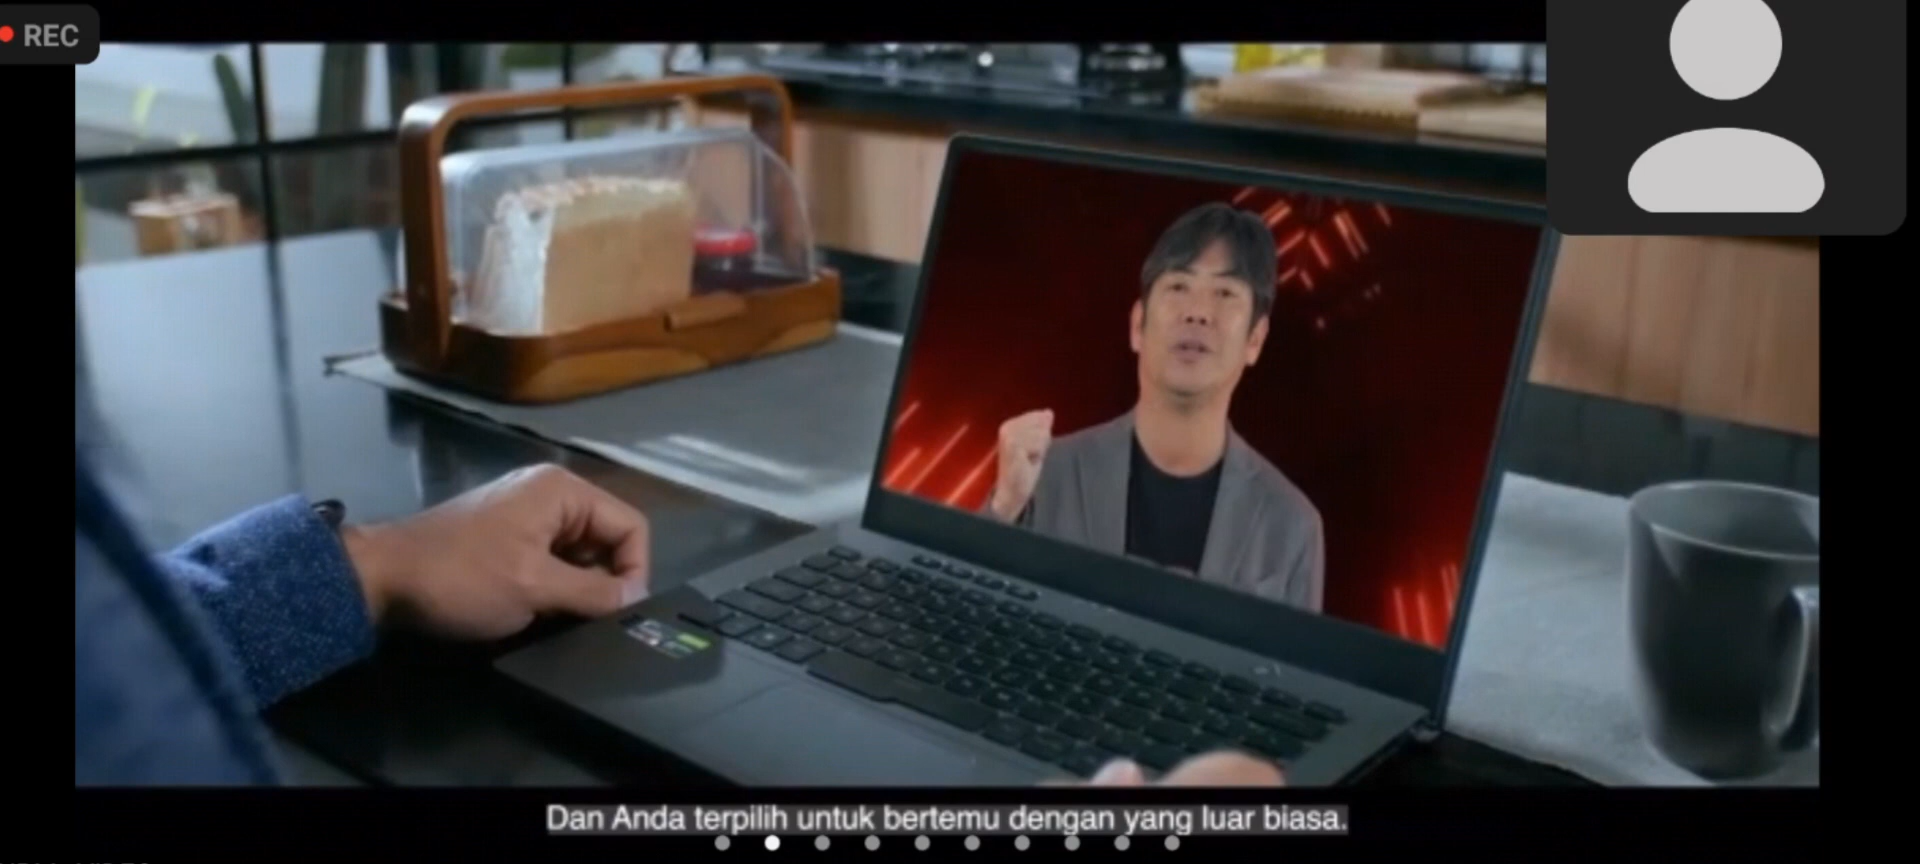 REC
Dan Anda terpilih untuk bertemu dengan yang luar biasa.